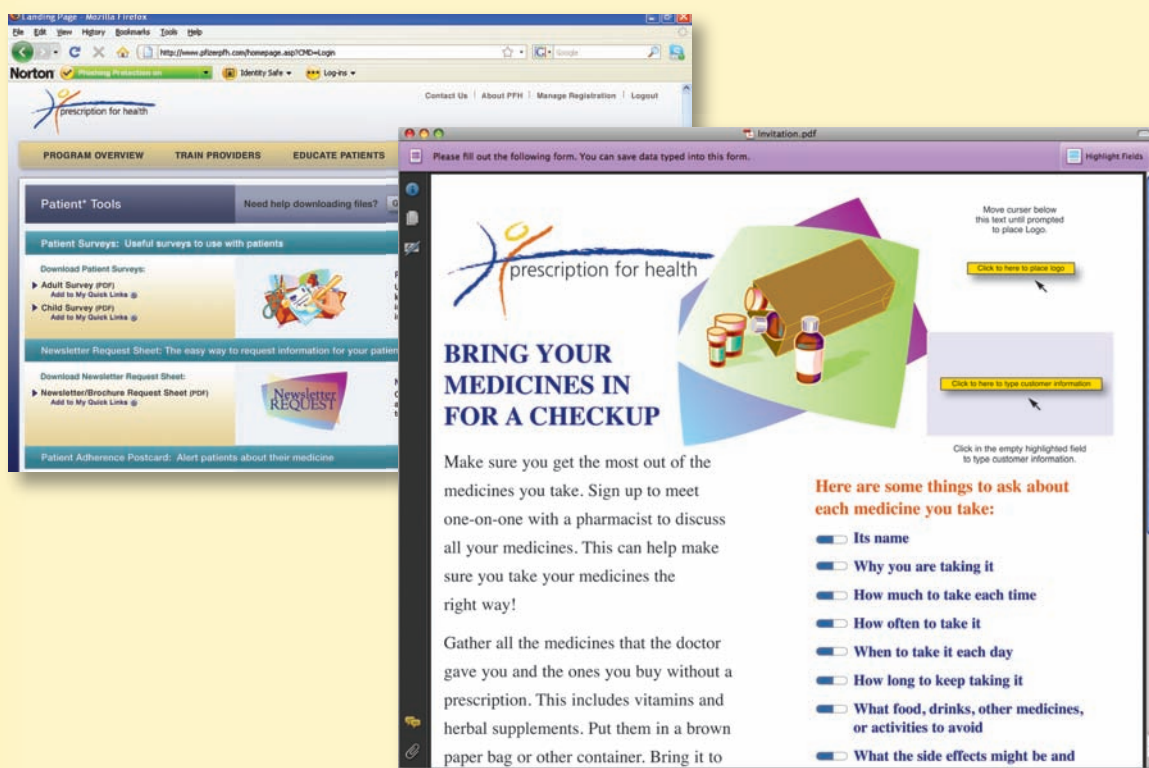 Landing Page - Mozilla Firefox
File Edit View History Bookmarks Tools Help
http://www.pfizerpfh.com/homepage.asp?CMD=Login
Google
Norton
Phishing Protection on
Identity Safe
Log-ins
Contact Us | About PFH | Manage Registration | Logout
prescription for health
PROGRAM OVERVIEW
TRAIN PROVIDERS
EDUCATE PATIENTS
Patient* Tools
Need help downloading files?
Patient Surveys: Useful surveys to use with patients
Download Patient Surveys:
Adult Survey (PDF)
Add to My Quick Links
Child Survey (PDF)
Add to My Quick Links
Newsletter Request Sheet: The easy way to request information for your patien
Download Newsletter Request Sheet:
Newsletter/Brochure Request Sheet (PDF)
Add to My Quick Links
Newsletter
REQUEST
Patient Adherence Postcard: Alert patients about their medicine
Invitation.pdf
Please fill out the following form. You can save data typed into this form.
Highlight Fields
prescription for health
Move curser below
this text until prompted
to place Logo.
Click to here to place logo
Click to here to type customer information
Click in the empty highlighted field
to type customer information.
BRING YOUR
MEDICINES IN
FOR A CHECKUP
Make sure you get the most out of the
medicines you take. Sign up to meet
one-on-one with a pharmacist to discuss
all your medicines. This can help make
sure you take your medicines the
right way!
Gather all the medicines that the doctor
gave you and the ones you buy without a
prescription. This includes vitamins and
herbal supplements. Put them in a brown
paper bag or other container. Bring it to
Here are some things to ask about
each medicine you take:
Its name
Why you are taking it
How much to take each time
How often to take it
When to take it each day
How long to keep taking it
What food, drinks, other medicines,
or activities to avoid
What the side effects might be and